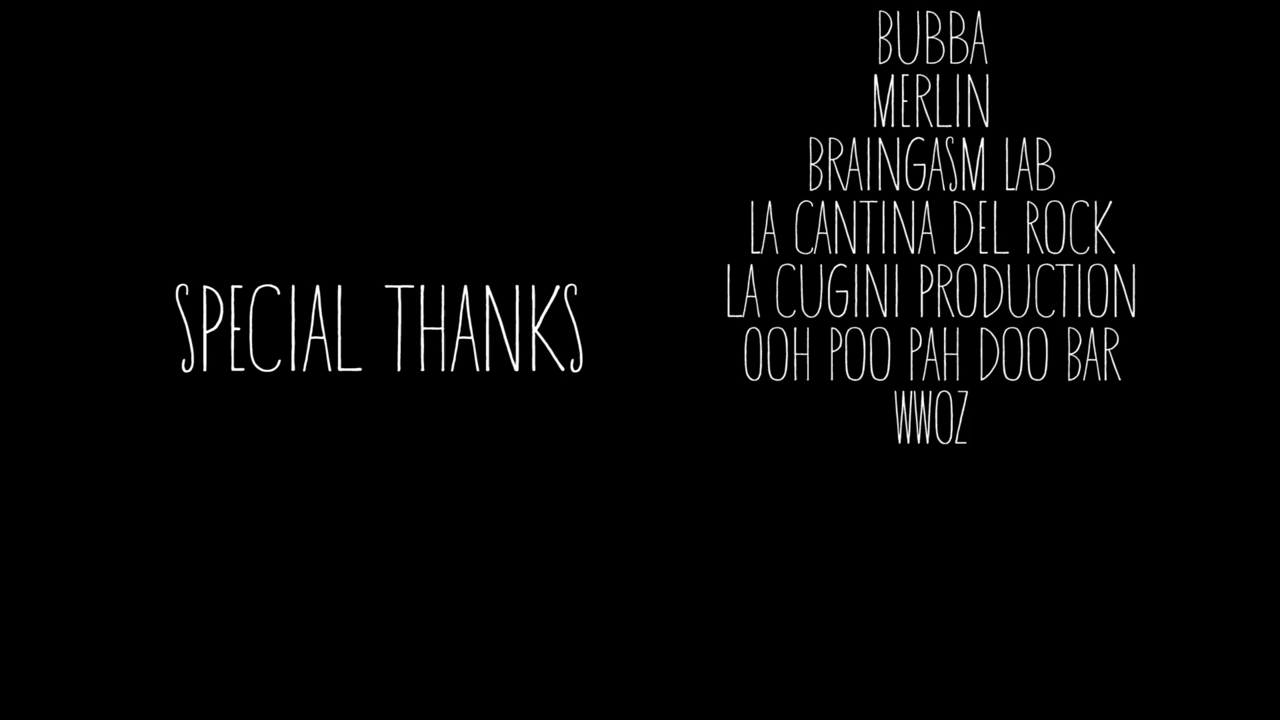 SPECIAL THANKS
BUBBA
MERLIN
BRAINGASM LAB
LA CANTINA DEL ROCK
LA CUGINI PRODUCTION
OOH POO PAH DOO BAR
WWOZ